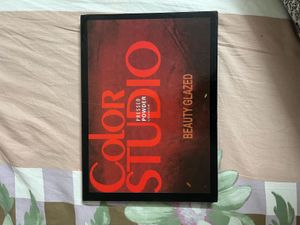 Color
STUDIO
PRESSED
POWDER
BEAUTY GLAZED